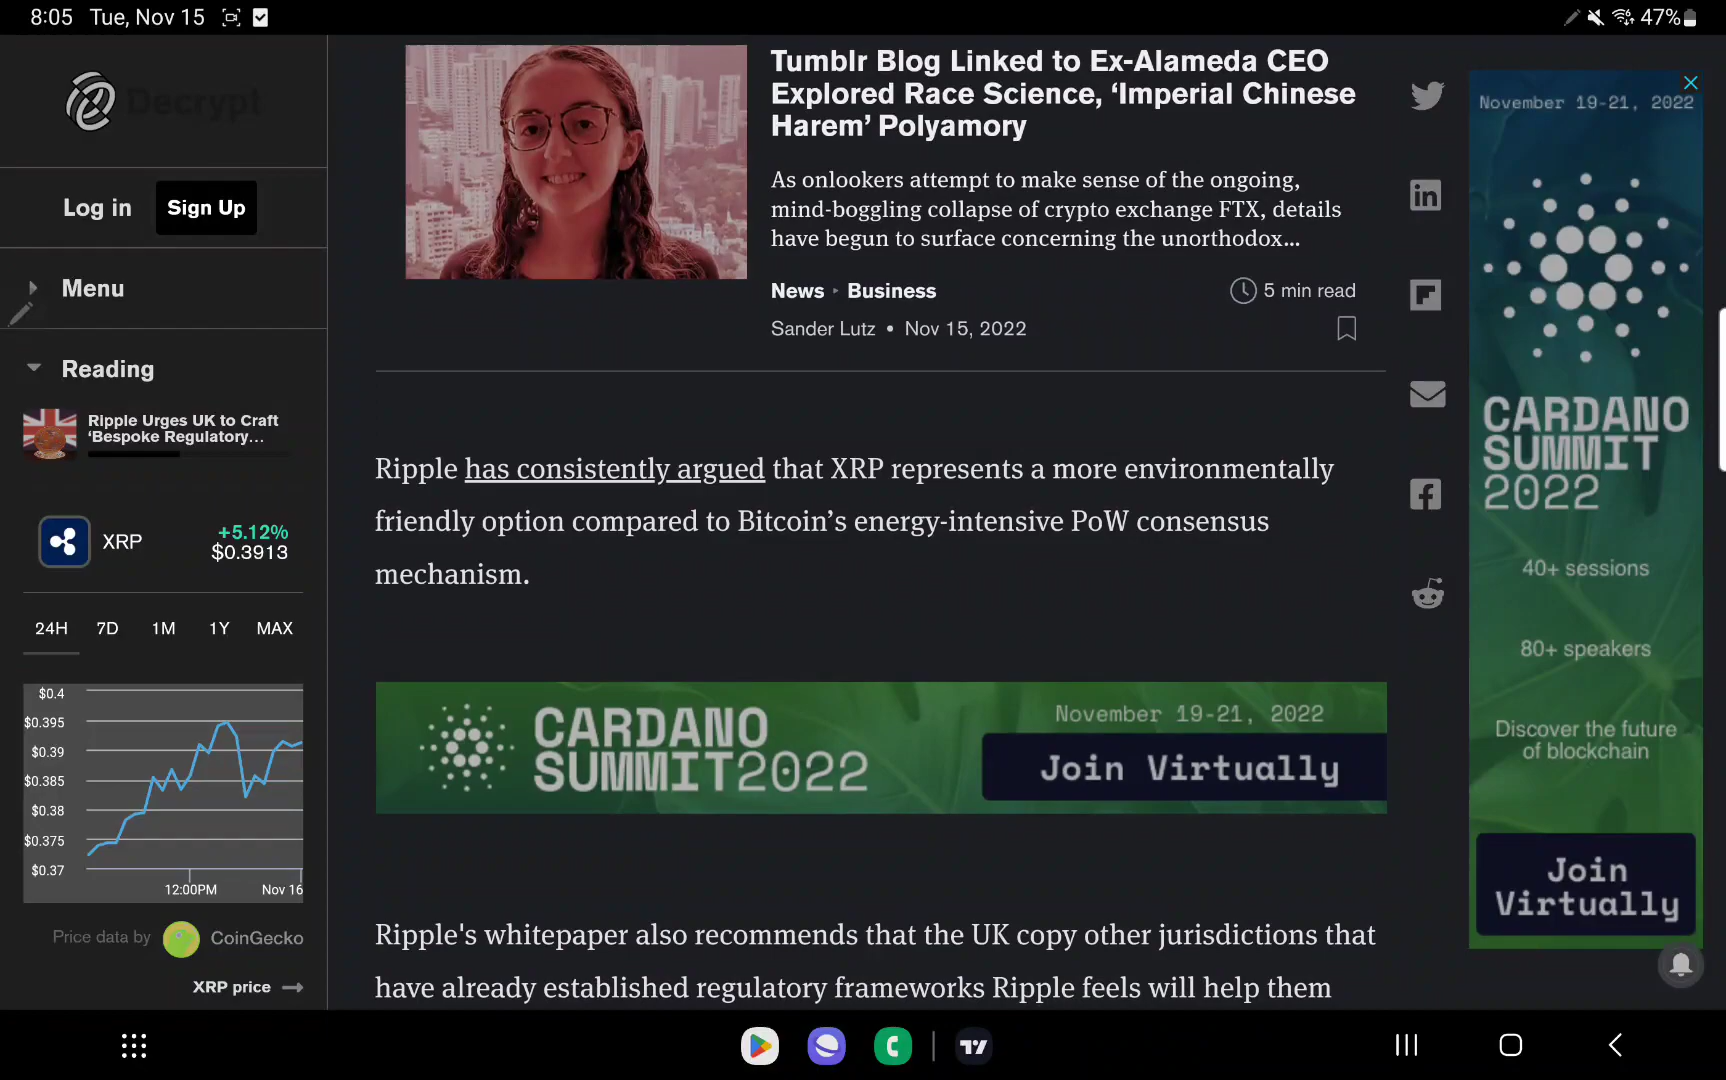 8:05 Tue, Nov 15
47%
Decrypt
Log in
Sign Up
Menu
Reading
Ripple Urges UK to Craft
‘Bespoke Regulatory...
XRP
+5.12%
$0.3913
24H 7D 1M 1Y MAX
$0.4
$0.395
$0.39
$0.385
$0.38
$0.375
$0.37
12:00PM Nov 16
Price data by CoinGecko
XRP price
Tumblr Blog Linked to Ex-Alameda CEO
Explored Race Science, ‘Imperial Chinese
Harem’ Polyamory
As onlookers attempt to make sense of the ongoing,
mind-boggling collapse of crypto exchange FTX, details
have begun to surface concerning the unorthodox...
News Business
5 min read
Sander Lutz • Nov 15, 2022
Ripple has consistently argued that XRP represents a more environmentally
friendly option compared to Bitcoin’s energy-intensive PoW consensus
mechanism.
CARDANO
SUMMIT2022
November 19-21, 2022
Join Virtually
Ripple's whitepaper also recommends that the UK copy other jurisdictions that
have already established regulatory frameworks Ripple feels will help them
November 19-21, 2022
CARDANO
SUMMIT
2022
40+ sessions
80+ speakers
Discover the future
of blockchain
Join
Virtually